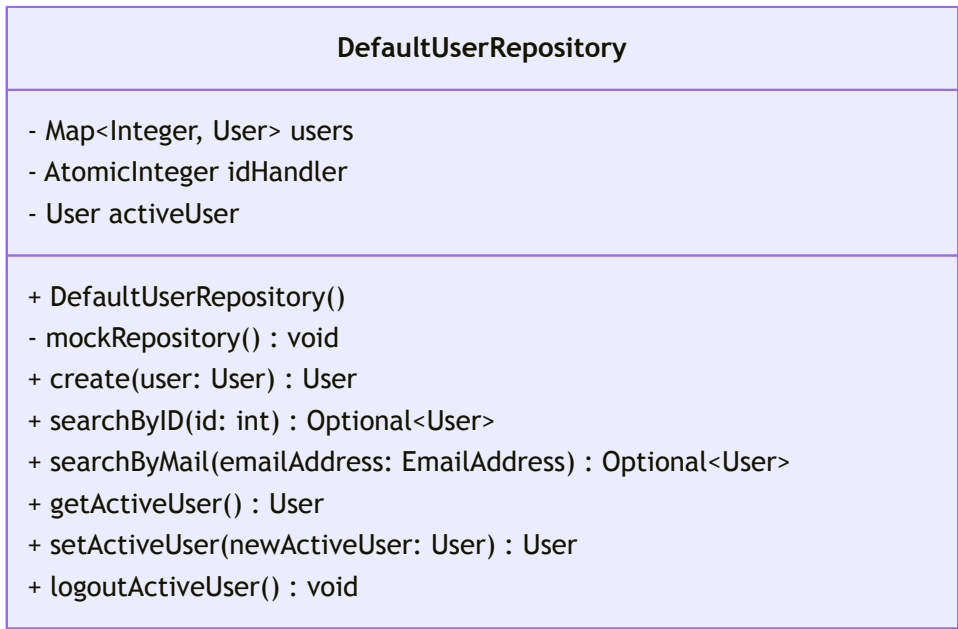 DefaultUserRepository
- Map<Integer, User> users
- AtomicInteger idHandler
- User activeUser
+ DefaultUserRepository()
- mockRepository() : void
+ create(user: User) : User
+ searchByID(id: int) : Optional<User>
+ searchByMail(emailAddress: EmailAddress) : Optional<User>
+ getActiveUser() : User
+ setActiveUser(newActiveUser: User) : User
+ logoutActiveUser() : void